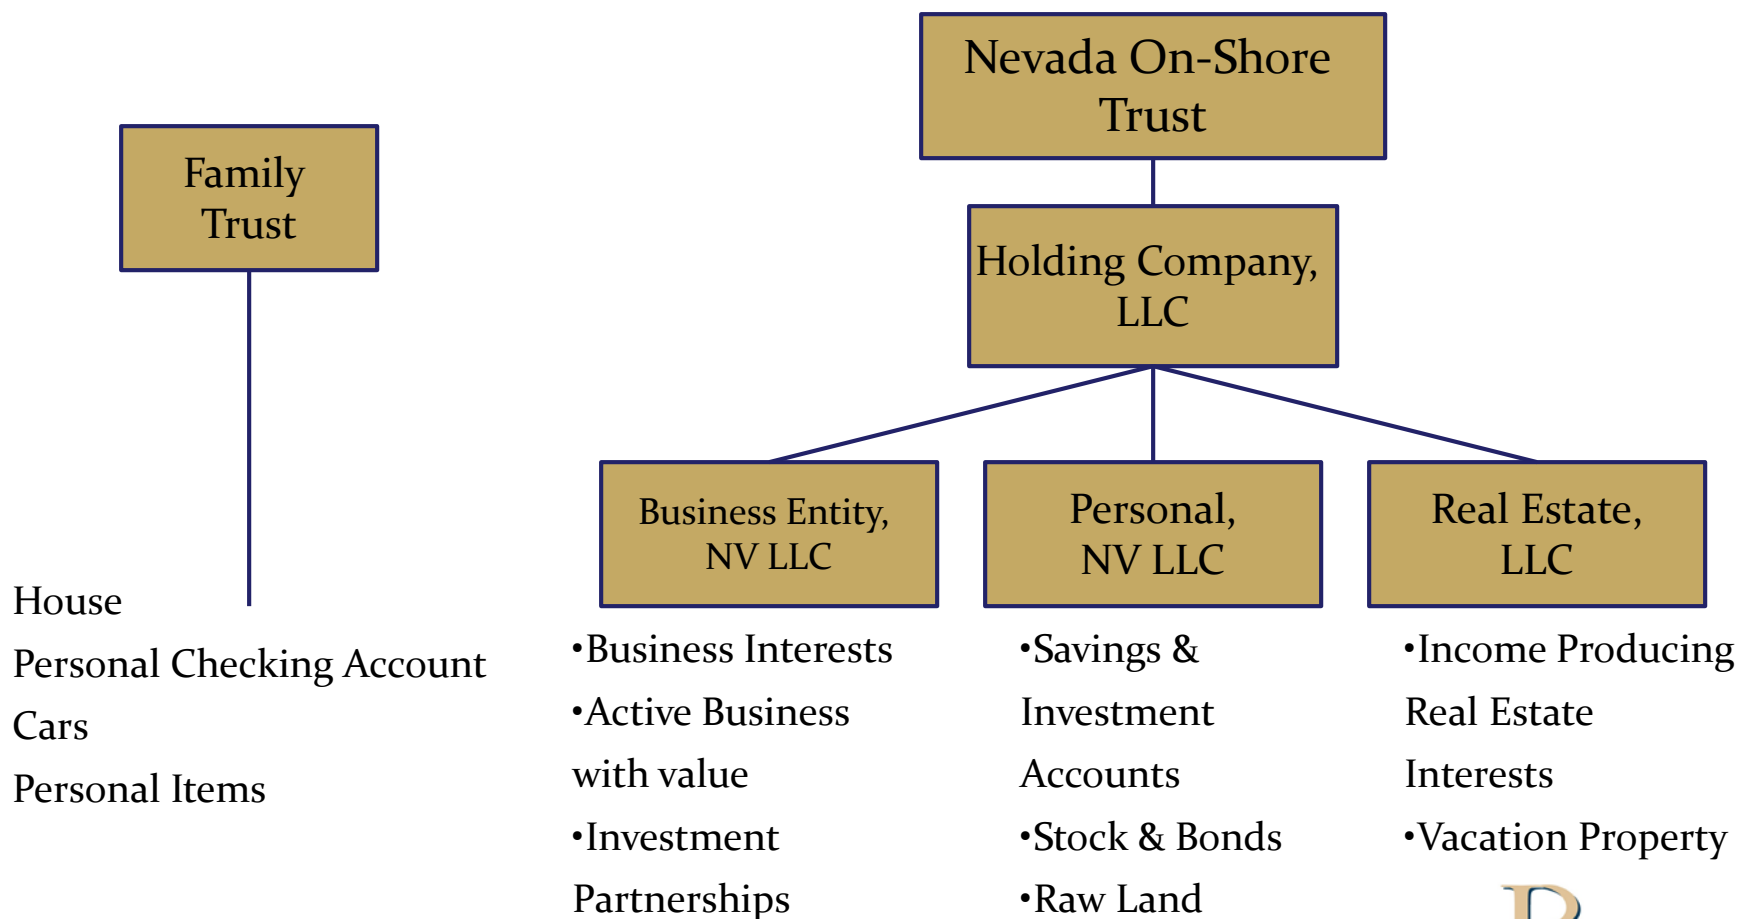 Nevada On-Shore
Trust
Family
Trust
Holding Company,
LLC
Business Entity,
NV LLC
Personal,
NV LLC
Real Estate,
LLC
House
Personal Checking Account
Cars
Personal Items
•Business Interests
•Active Business
with value
•Investment
Partnerships
•Savings &
Investment
Accounts
•Stock & Bonds
•Raw Land
•Income Producing
Real Estate
Interests
•Vacation Property